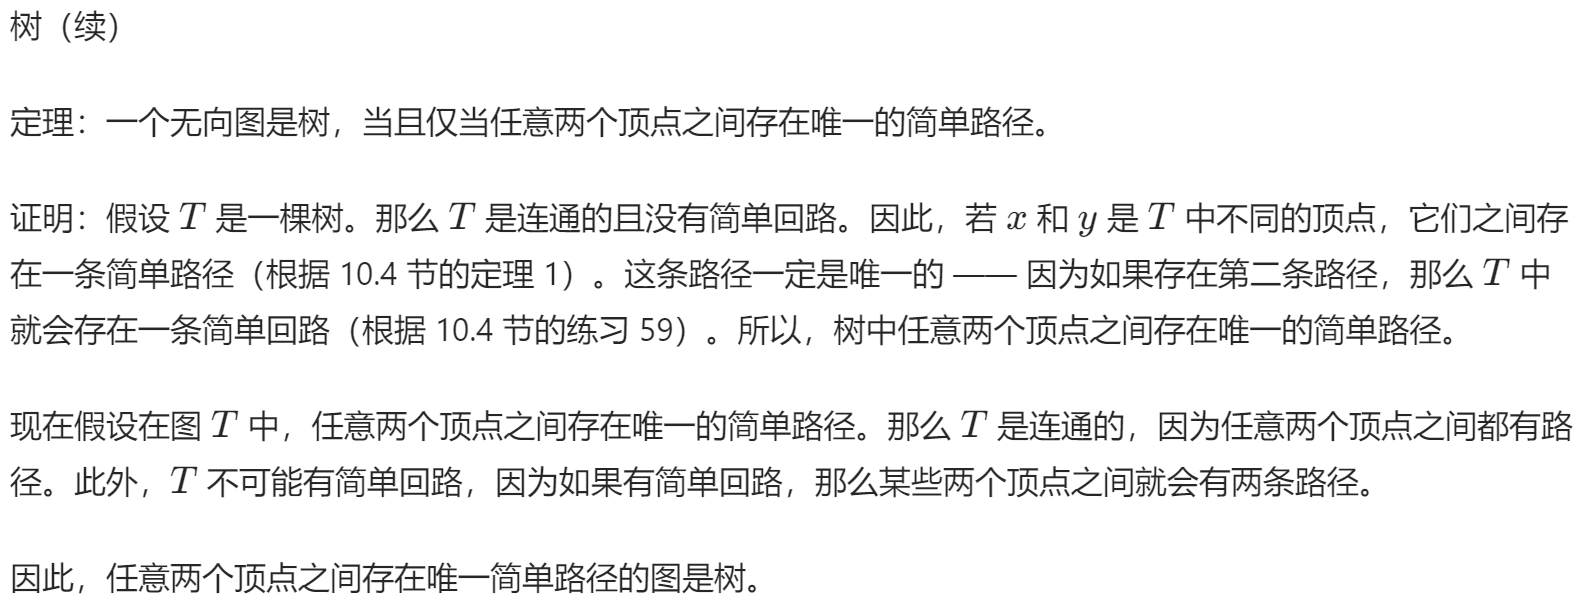 树（续）
定理：一个无向图是树，当且仅当任意两个顶点之间存在唯一的简单路径。
证明：假设 T 是一棵树。那么 T 是连通的且没有简单回路。因此，若 x 和 y 是 T 中不同的顶点，它们之间存
在一条简单路径（根据 10.4 节的定理 1）。这条路径一定是唯一的 —— 因为如果存在第二条路径，那么 T 中
就会存在一条简单回路（根据 10.4 节的练习 59）。所以，树中任意两个顶点之间存在唯一的简单路径。
现在假设在图 T 中，任意两个顶点之间存在唯一的简单路径。那么 T 是连通的，因为任意两个顶点之间都有路
径。此外，T 不可能有简单回路，因为如果有简单回路，那么某些两个顶点之间就会有两条路径。
因此，任意两个顶点之间存在唯一简单路径的图是树。